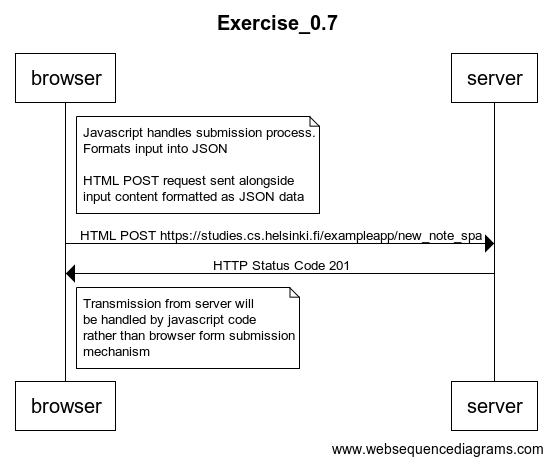 Exercise_0.7
browser
server
Javascript handles submission process.
Formats input into JSON
HTML POST request sent alongside
input content formatted as JSON data
HTML POST https://studies.cs.helsinki.fi/exampleapp/new_note_spa
HTTP Status Code 201
Transmission from server will
be handled by javascript code
rather than browser form submission
mechanism
browser
server
www.websequencediagrams.com